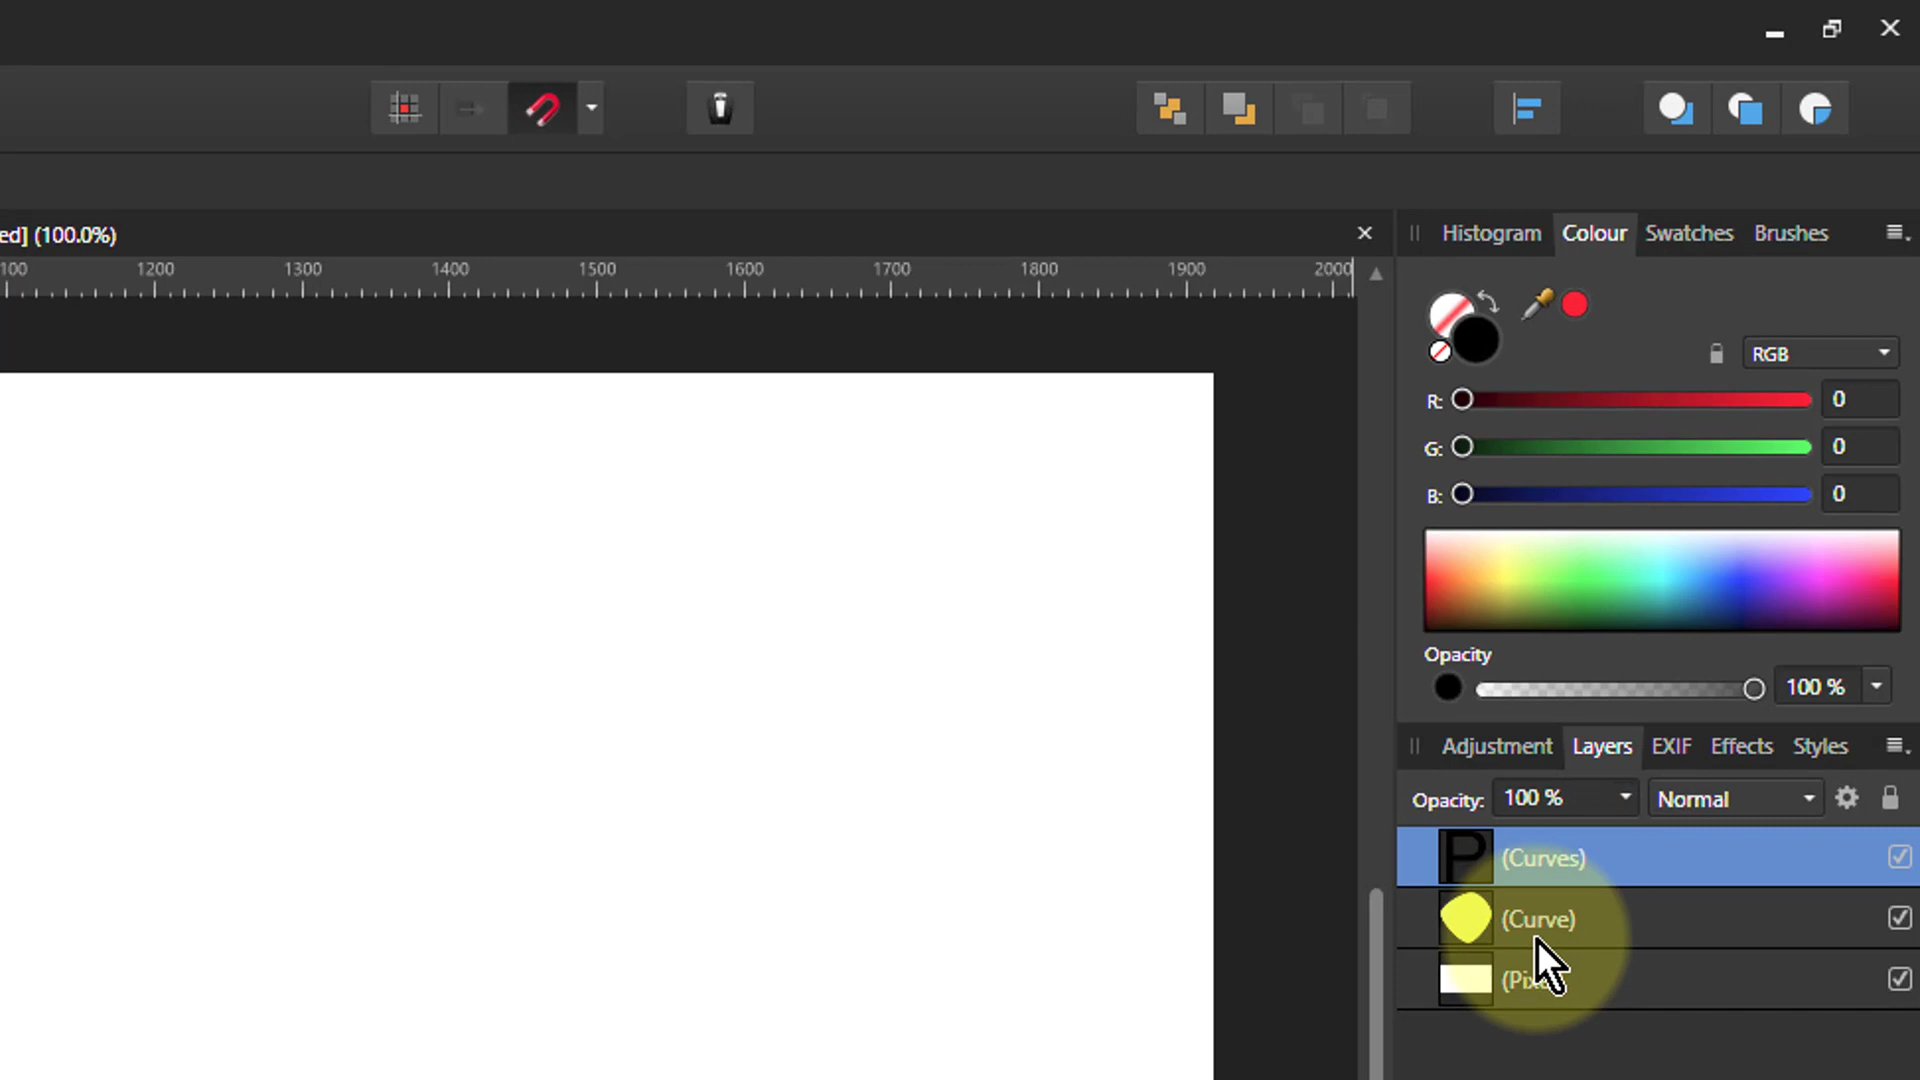 ed] (100.0%)
100 1200 1300 1400 1500 1600 1700 1800 1900 2000
Histogram Colour Swatches Brushes
RGB
R: 0
G: 0
B: 0
Opacity
100 %
Adjustment Layers EXIF Effects Styles
Opacity: 100 % Normal
P (Curves)
(Curve)